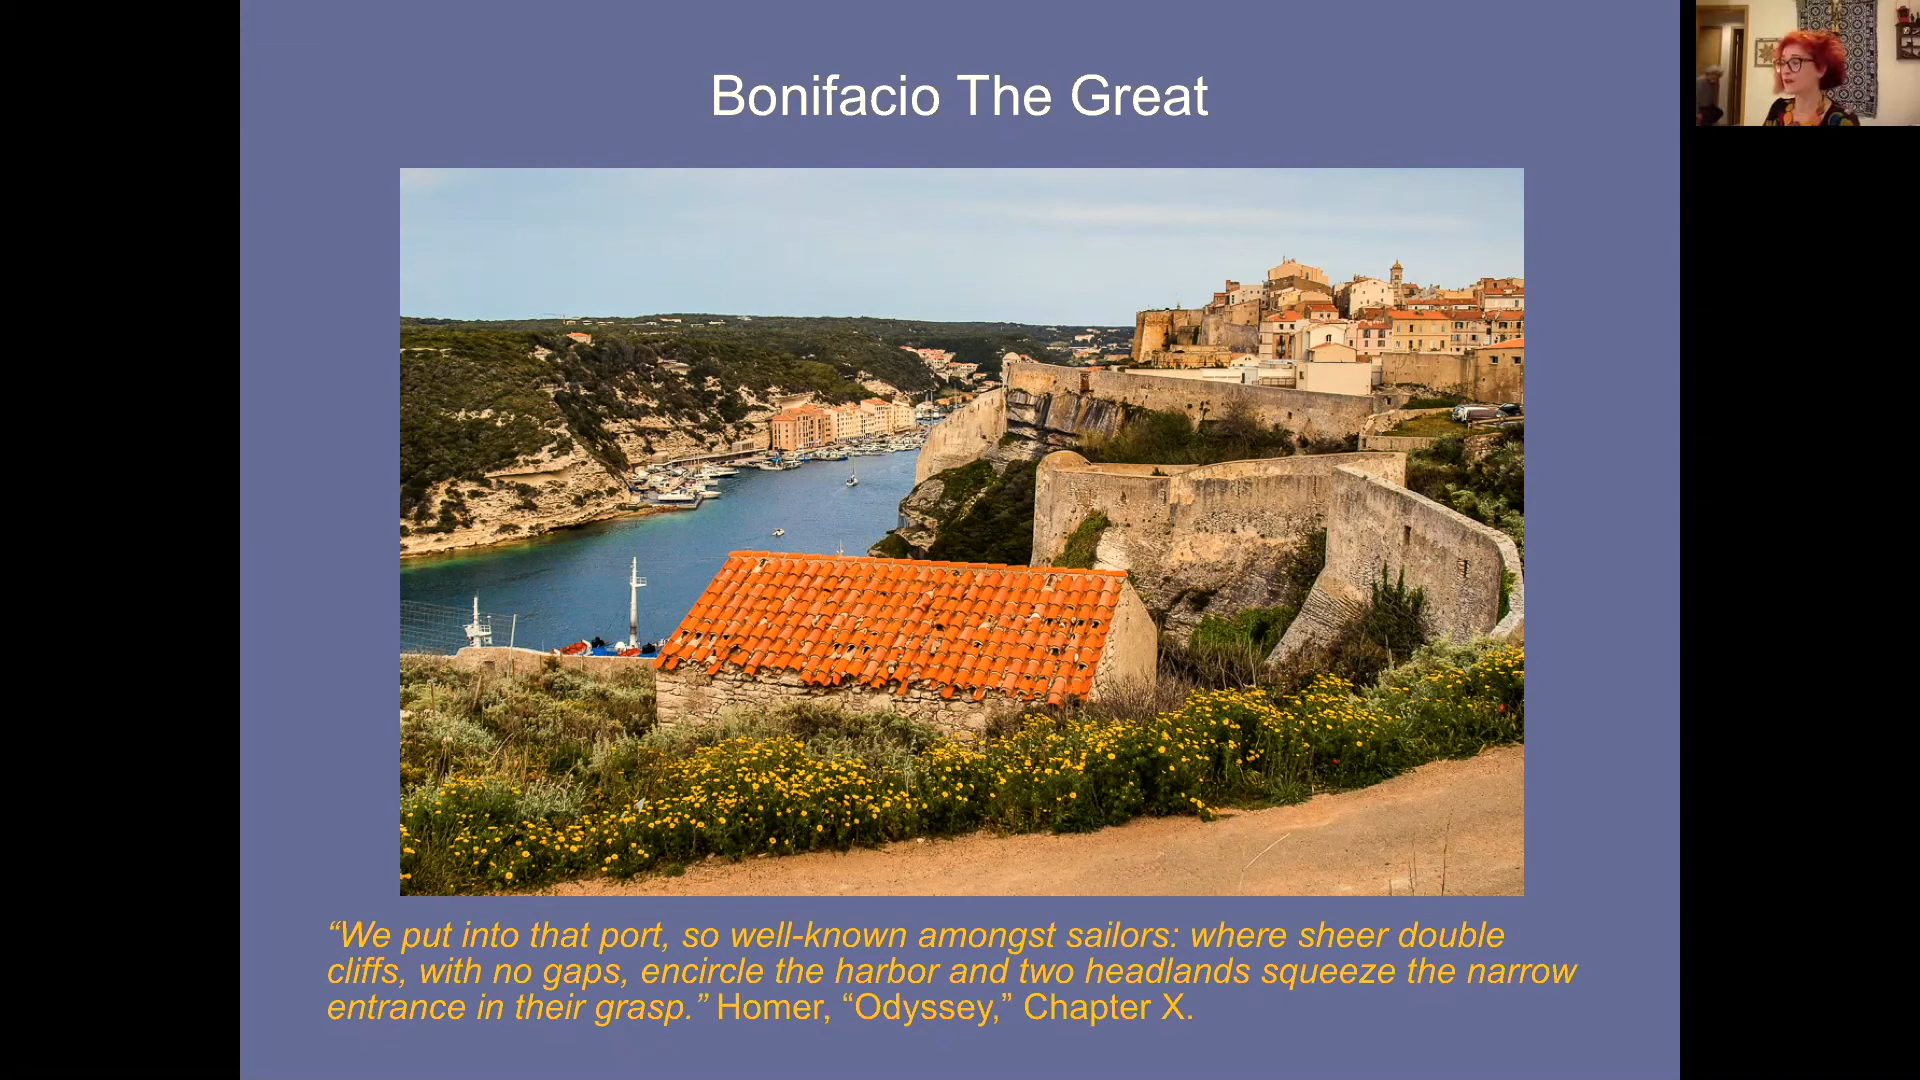 Bonifacio The Great
“We put into that port, so well-known amongst sailors: where sheer double
cliffs, with no gaps, encircle the harbor and two headlands squeeze the narrow
entrance in their grasp.” Homer, “Odyssey,” Chapter X.